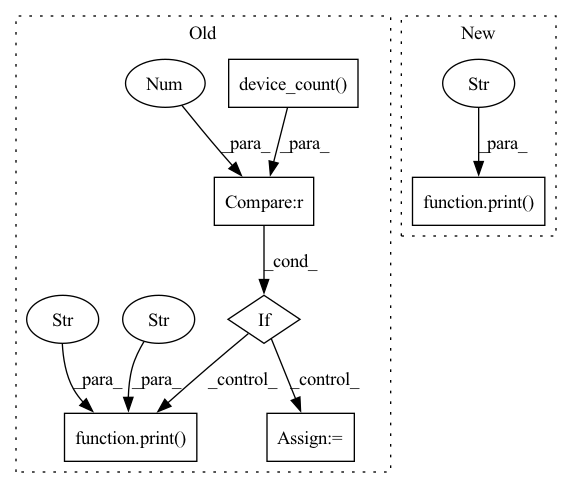 Old
New
Num
device_count()
Str
_para_
_para_
_para_
Compare:r
function.print()
_cond_
Str
Str
If
_para_
_para_
_control_
_control_
function.print()
Assign:=